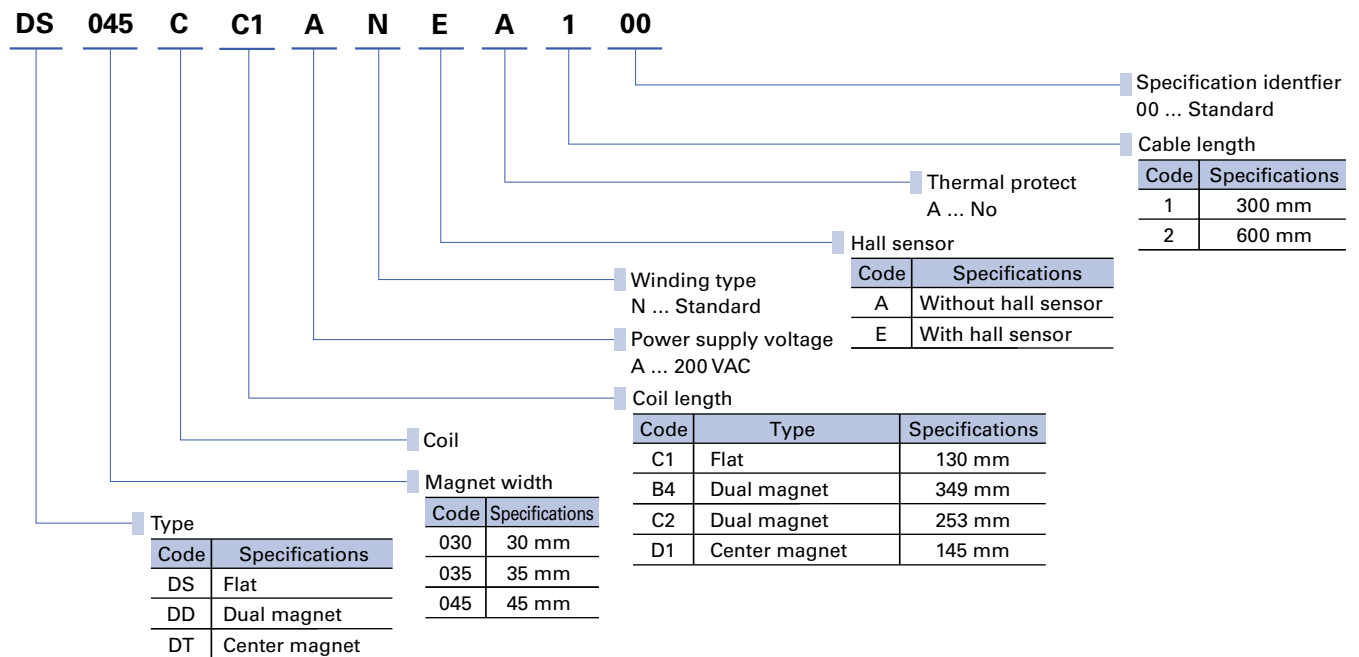 DS 045 C C1 A N E A 1 00
Specification identfier
00 ... Standard
Cable length
Code Specifications
1 300 mm
2 600 mm
Thermal protect
A ... No
Hall sensor
Code Specifications
A Without hall sensor
E With hall sensor
Winding type
N ... Standard
Power supply voltage
A ... 200 VAC
Coil length
Code Type Specifications
C1 Flat 130 mm
B4 Dual magnet 349 mm
C2 Dual magnet 253 mm
D1 Center magnet 145 mm
Coil
Magnet width
Code Specifications
030 30 mm
035 35 mm
045 45 mm
Type
Code Specifications
DS Flat
DD Dual magnet
DT Center magnet